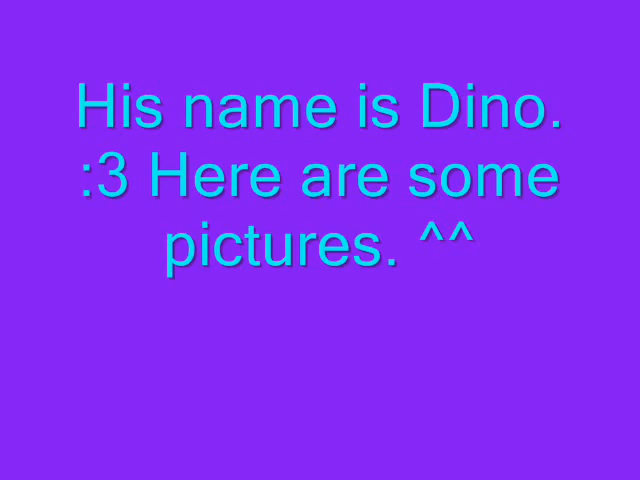 His name is Dino.
:3 Here are some
pictures. ^^